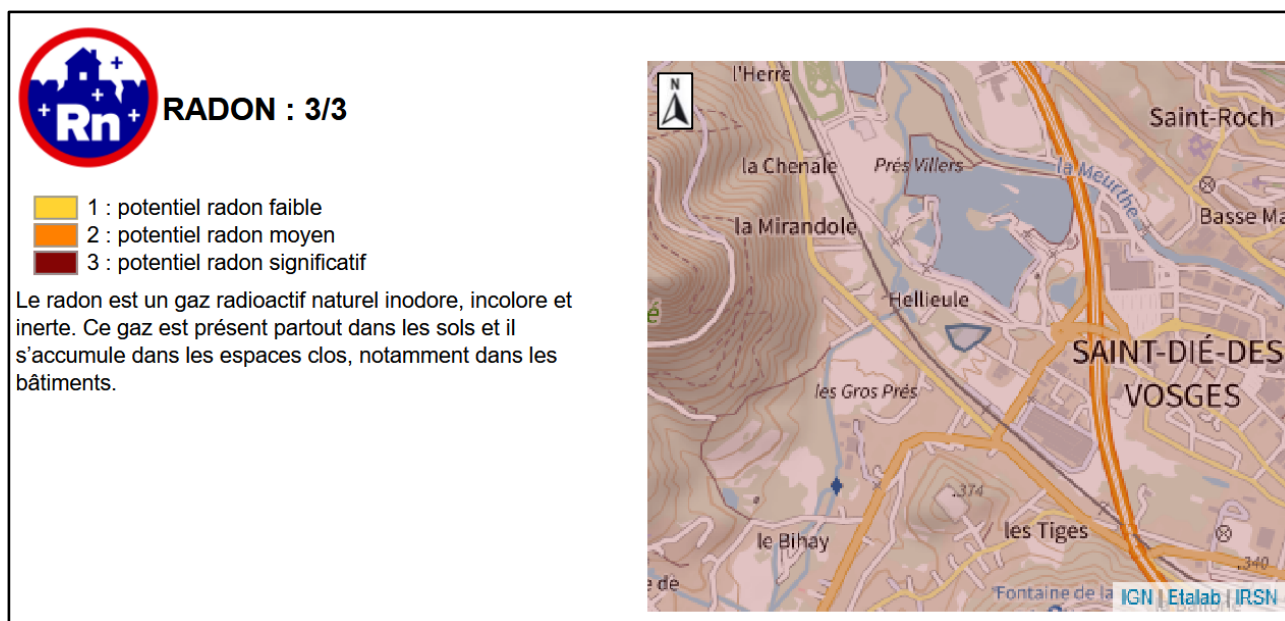 Rn
RADON : 3/3
1 : potentiel radon faible
2 : potentiel radon moyen
3 : potentiel radon significatif
Le radon est un gaz radioactif naturel inodore, incolore et
inerte. Ce gaz est présent partout dans les sols et il
s’accumule dans les espaces clos, notamment dans les
bâtiments.
N
l'Herre
Saint-Roch
la Chenale
Prés Villers
la Meurthe
la Mirandole
Basse Ma
Hellieule
é
SAINT-DIÉ-DES
VOSGES
les Gros Prés
.374
les Tiges
le Bihay
.340
e de
Fontaine de la
IGN | Etalab | IRSN